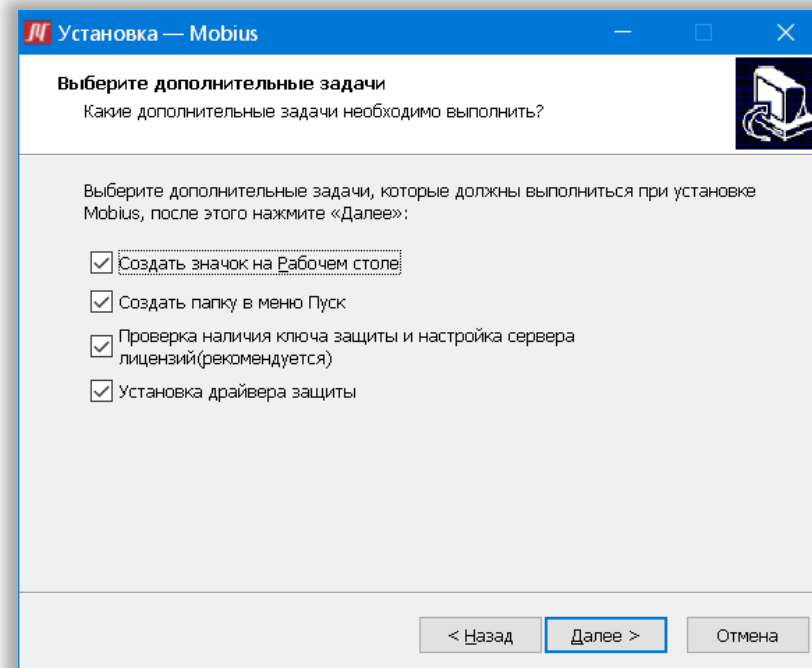 Установка — Mobius
Выберите дополнительные задачи
Какие дополнительные задачи необходимо выполнить?
Выберите дополнительные задачи, которые должны выполниться при установке
Mobius, после этого нажмите «Далее»:
Создать значок на Рабочем столе
Создать папку в меню Пуск
Проверка наличия ключа защиты и настройка сервера
лицензий(рекомендуется)
Установка драйвера защиты
< Назад
Далее >
Отмена